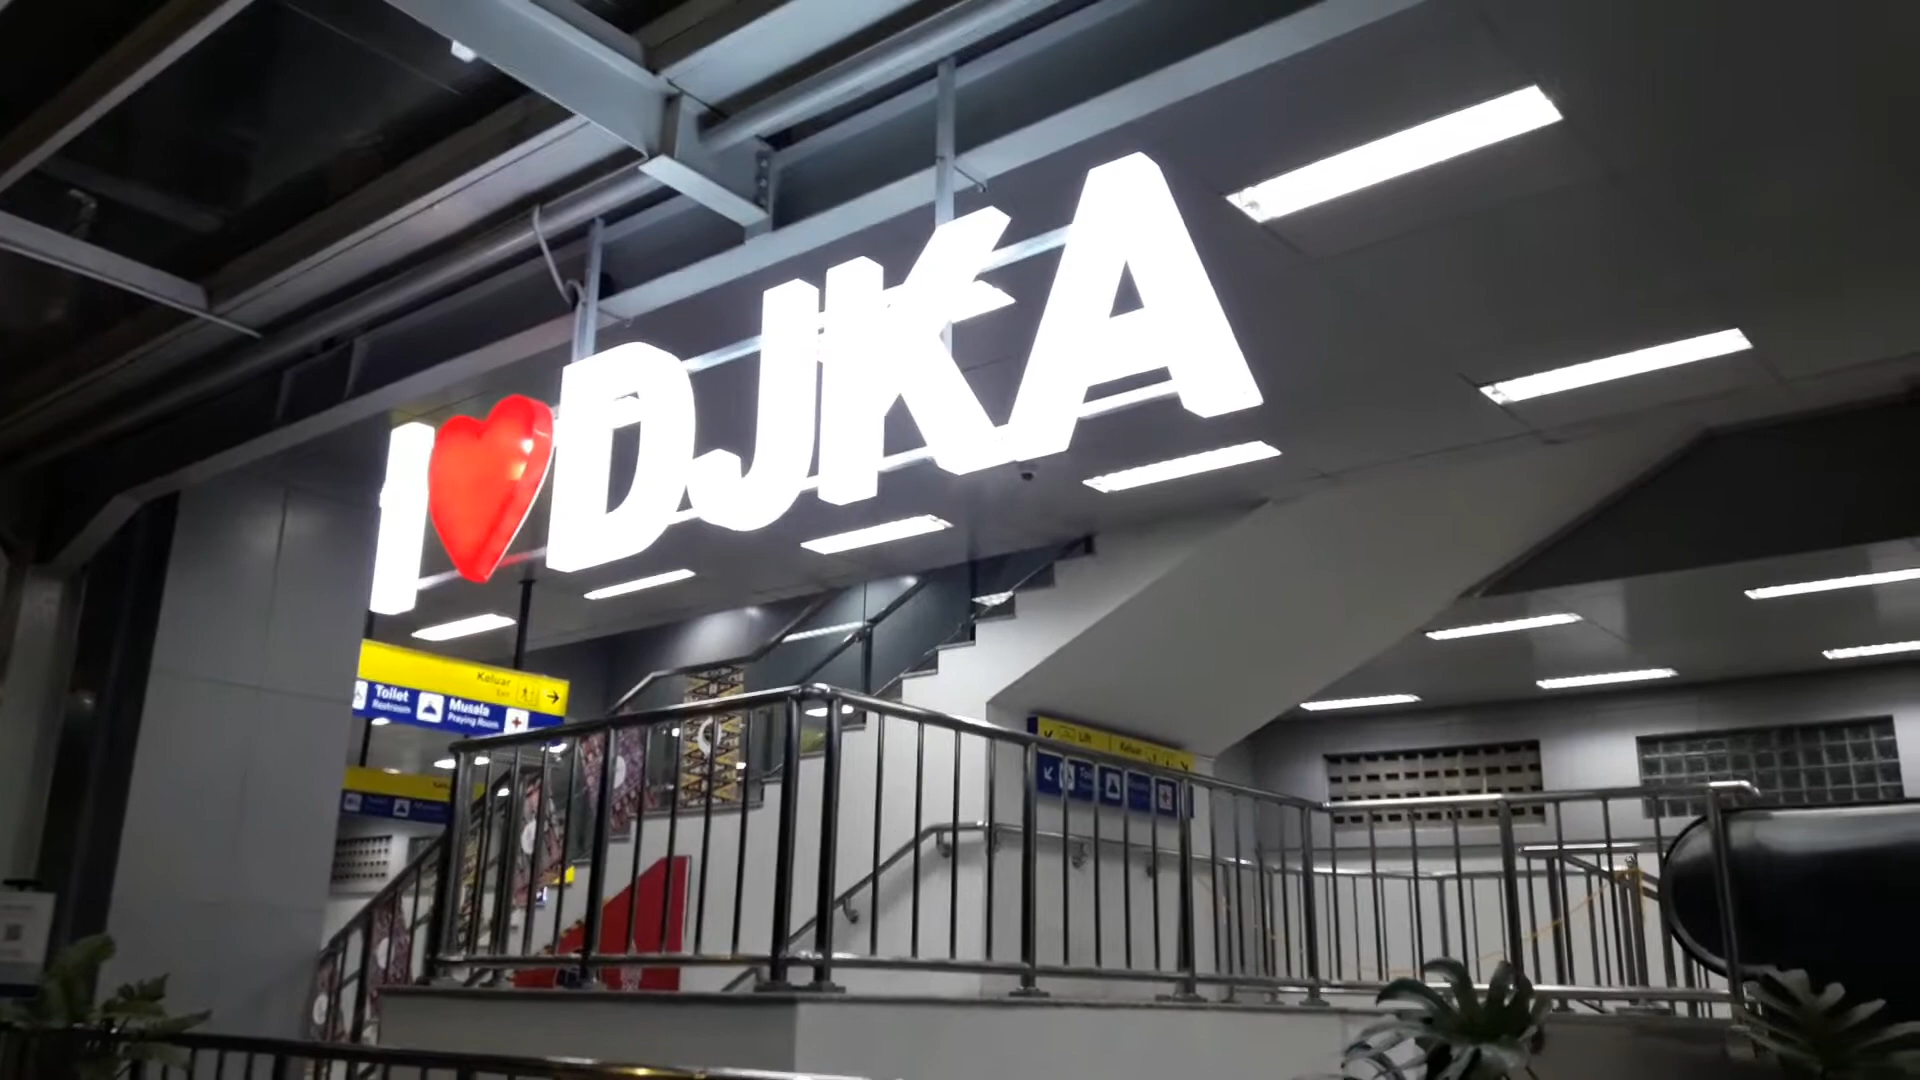 I ❤ DJKA
Keluar
Exit
Toilet
Restroom
Musala
Praying Room
Lift
Keluar